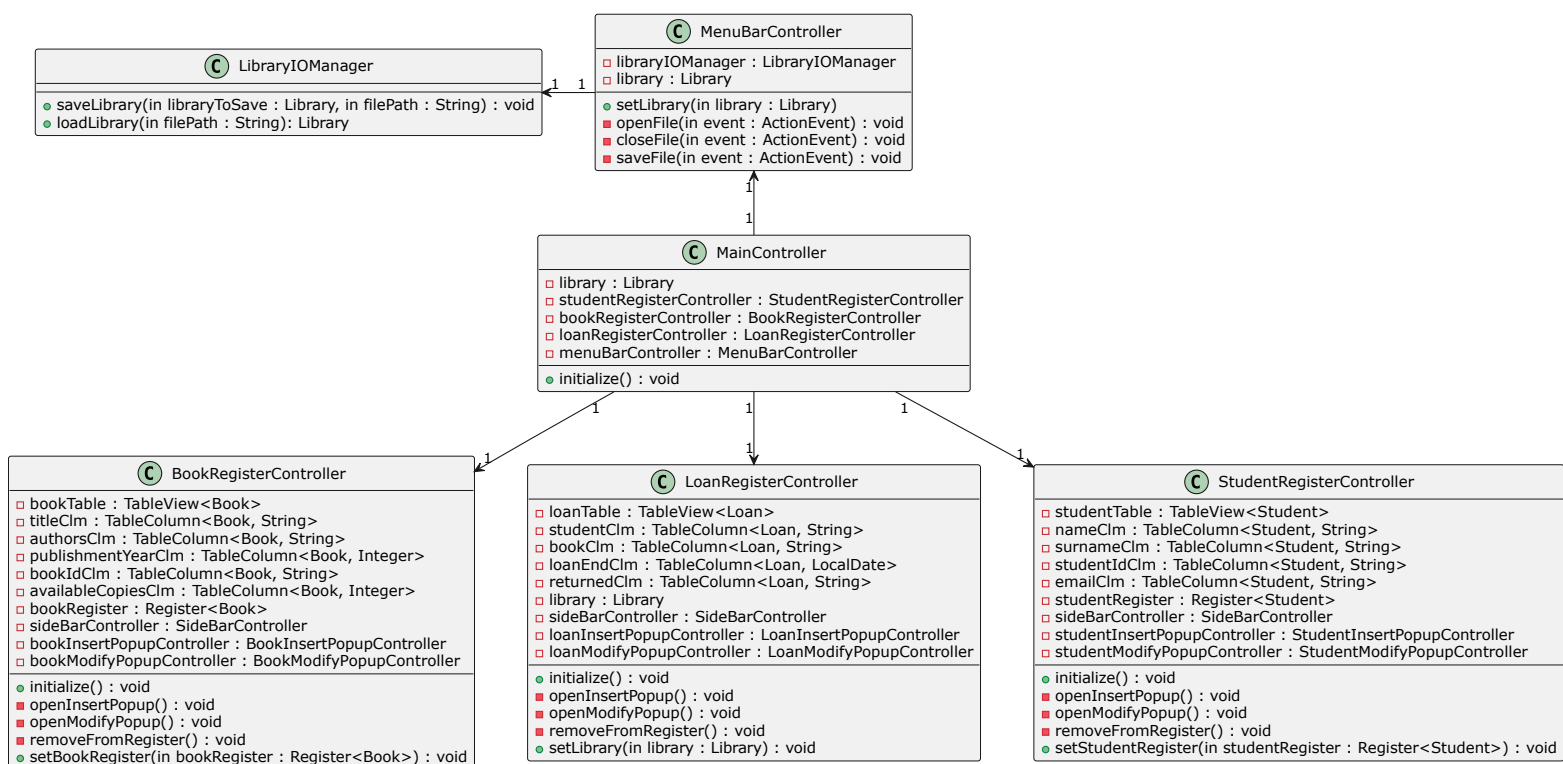 C MenuBarController
libraryIOManager : LibraryIOManager
library : Library
setLibrary(in library : Library)
openFile(in event : ActionEvent) : void
closeFile(in event : ActionEvent) : void
saveFile(in event : ActionEvent) : void
C LibraryIOManager
saveLibrary(in libraryToSave : Library, in filePath : String) : void
loadLibrary(in filePath : String): Library
1 1
1
1
C MainController
library : Library
studentRegisterController : StudentRegisterController
bookRegisterController : BookRegisterController
loanRegisterController : LoanRegisterController
menuBarController : MenuBarController
initialize() : void
1 1 1
1 1 1
C BookRegisterController
bookTable : TableView<Book>
titleClm : TableColumn<Book, String>
authorsClm : TableColumn<Book, String>
publishmentYearClm : TableColumn<Book, Integer>
bookIdClm : TableColumn<Book, String>
availableCopiesClm : TableColumn<Book, Integer>
bookRegister : Register<Book>
sideBarController : SideBarController
bookInsertPopupController : BookInsertPopupController
bookModifyPopupController : BookModifyPopupController
initialize() : void
openInsertPopup() : void
openModifyPopup() : void
removeFromRegister() : void
setBookRegister(in bookRegister : Register<Book>) : void
C LoanRegisterController
loanTable : TableView<Loan>
studentClm : TableColumn<Loan, String>
bookClm : TableColumn<Loan, String>
loanEndClm : TableColumn<Loan, LocalDate>
returnedClm : TableColumn<Loan, String>
library : Library
sideBarController : SideBarController
loanInsertPopupController : LoanInsertPopupController
loanModifyPopupController : LoanModifyPopupController
initialize() : void
openInsertPopup() : void
openModifyPopup() : void
removeFromRegister() : void
setLibrary(in library : Library) : void
C StudentRegisterController
studentTable : TableView<Student>
nameClm : TableColumn<Student, String>
surnameClm : TableColumn<Student, String>
studentIdClm : TableColumn<Student, String>
emailClm : TableColumn<Student, String>
studentRegister : Register<Student>
sideBarController : SideBarController
studentInsertPopupController : StudentInsertPopupController
studentModifyPopupController : StudentModifyPopupController
initialize() : void
openInsertPopup() : void
openModifyPopup() : void
removeFromRegister() : void
setStudentRegister(in studentRegister : Register<Student>) : void